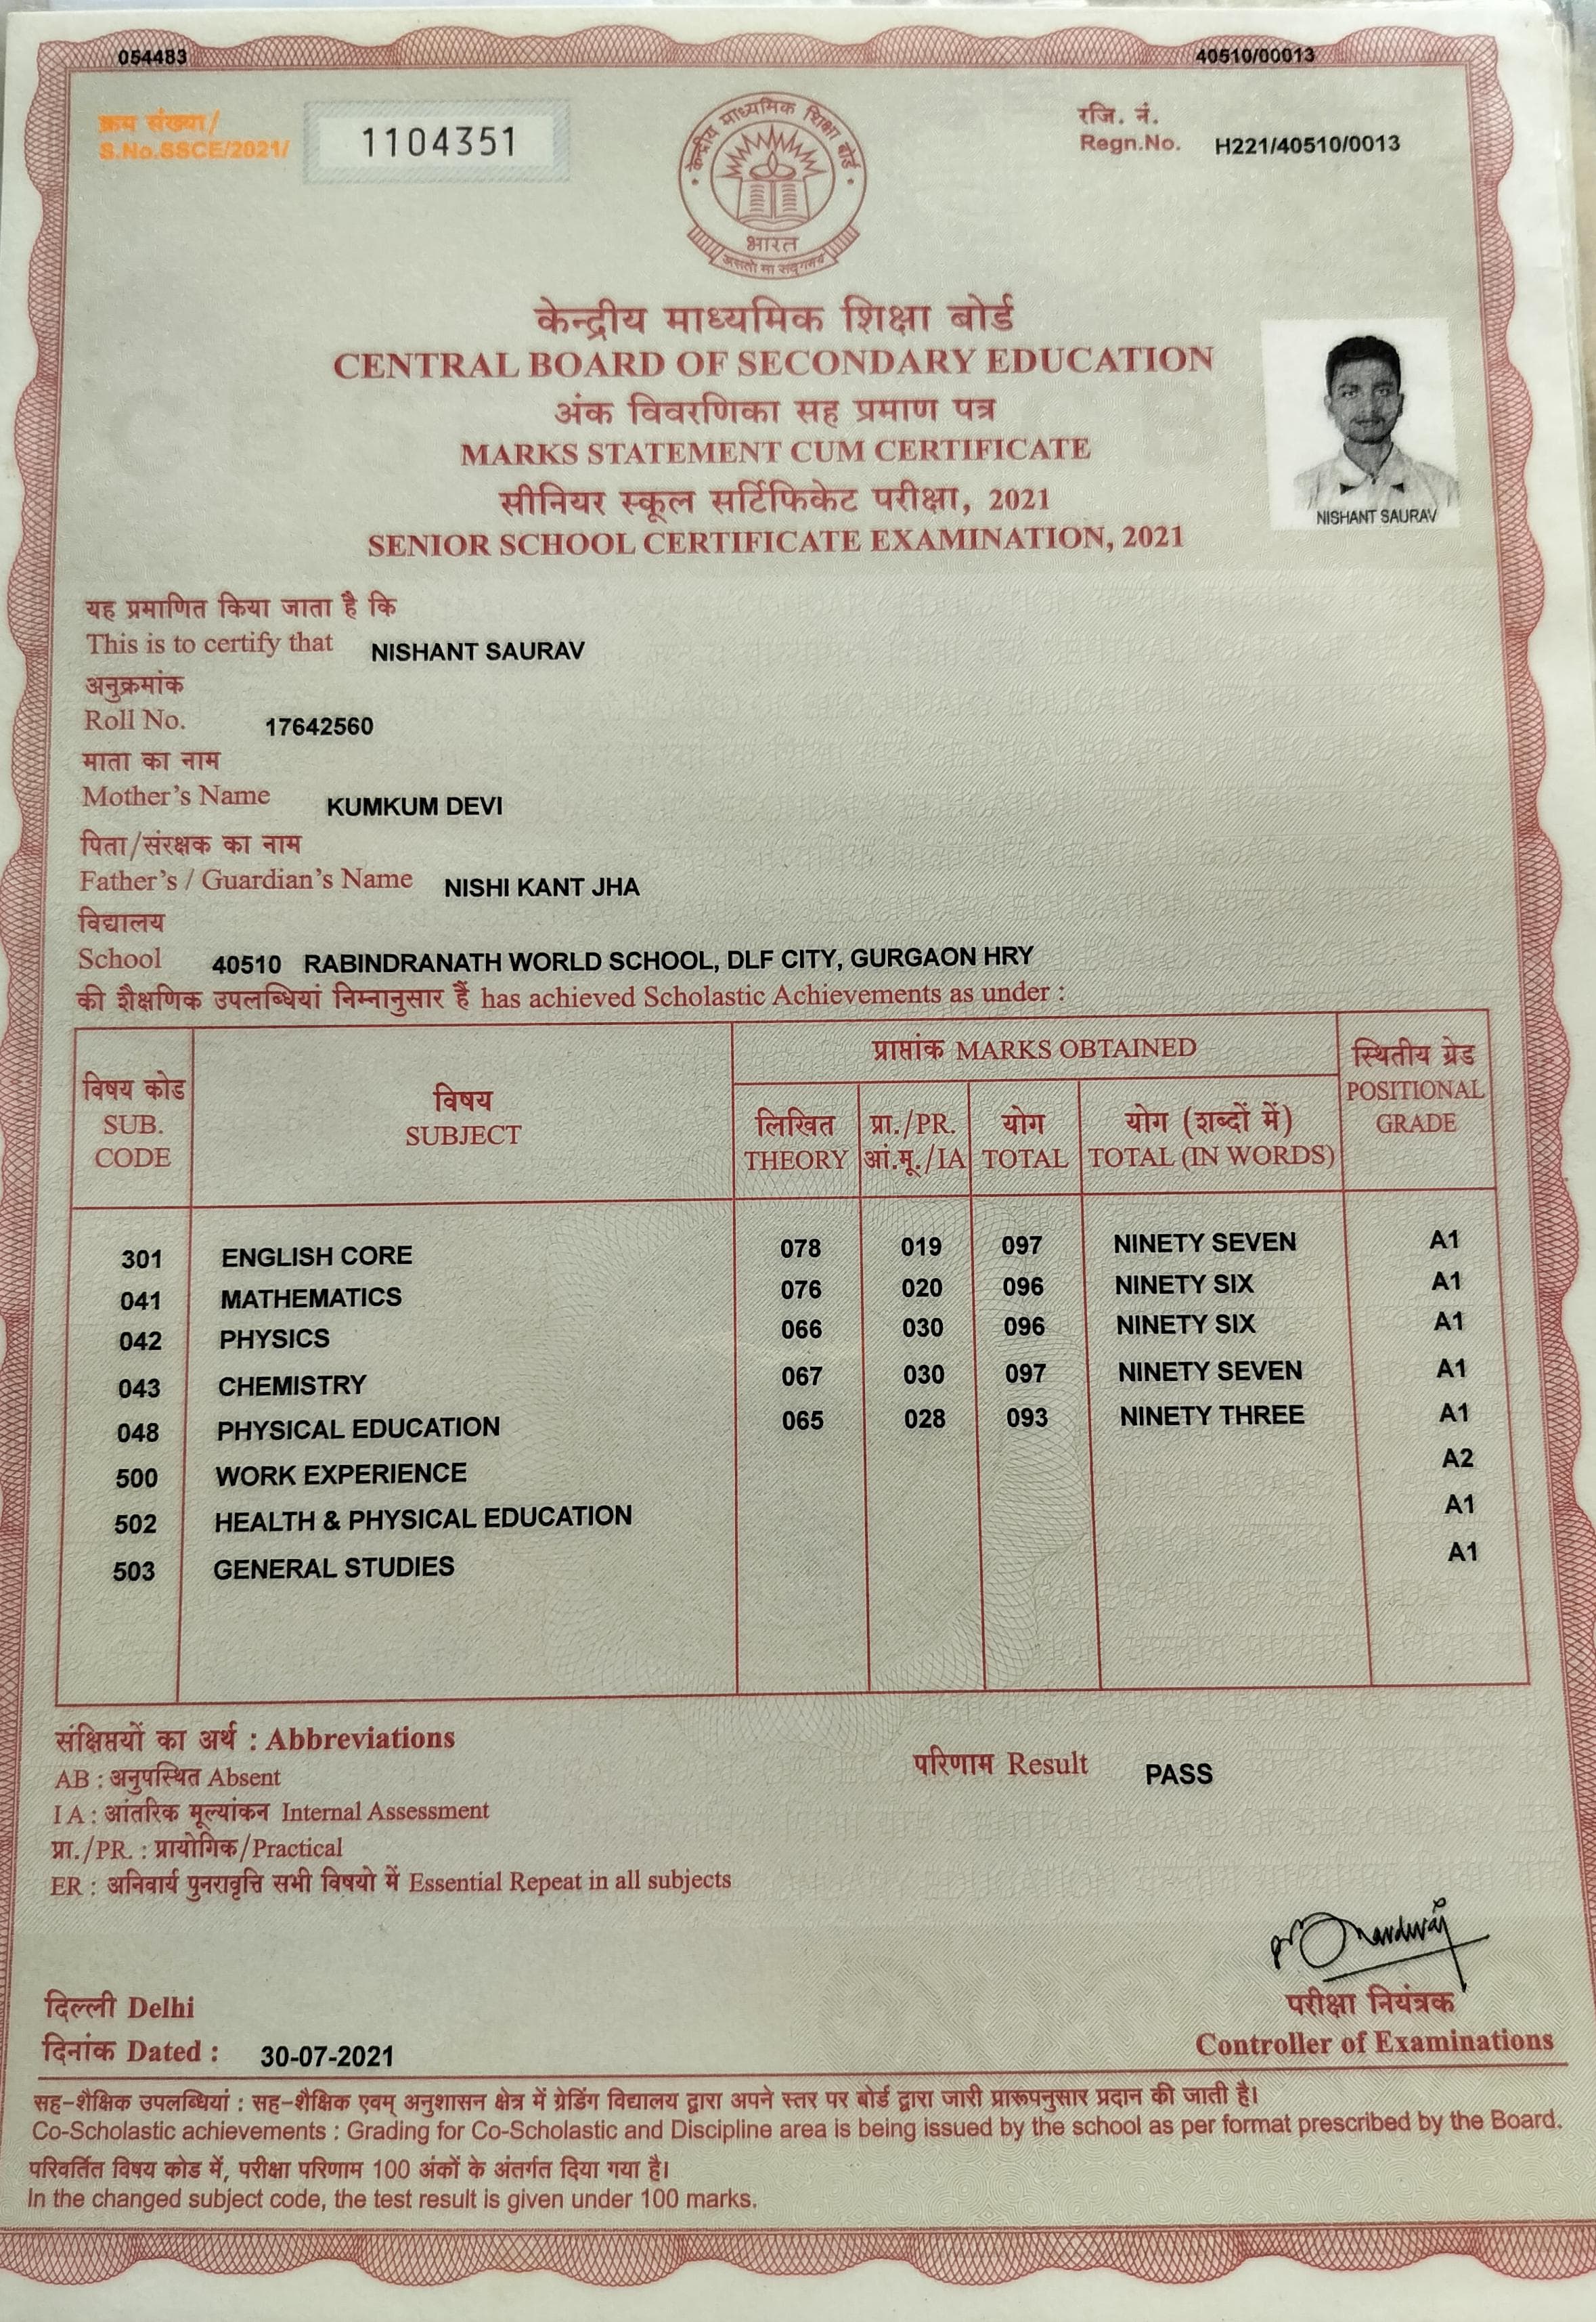 054483
40510/00013
क्रम संख्या/
S.No.SSCE/2021/
1104351
रजि. नं.
Regn.No. H221/40510/0013
केन्द्रीय माध्यमिक शिक्षा बोर्ड
भारत
असतो मा सद्गमय
केन्द्रीय माध्यमिक शिक्षा बोर्ड
CENTRAL BOARD OF SECONDARY EDUCATION
अंक विवरणिका सह प्रमाण पत्र
MARKS STATEMENT CUM CERTIFICATE
सीनियर स्कूल सर्टिफिकेट परीक्षा, 2021
SENIOR SCHOOL CERTIFICATE EXAMINATION, 2021
NISHANT SAURAV
यह प्रमाणित किया जाता है कि
This is to certify that NISHANT SAURAV
अनुक्रमांक
Roll No. 17642560
माता का नाम
Mother's Name KUMKUM DEVI
पिता/संरक्षक का नाम
Father's / Guardian's Name NISHI KANT JHA
विद्यालय
School 40510 RABINDRANATH WORLD SCHOOL, DLF CITY, GURGAON HRY
की शैक्षणिक उपलब्धियां निम्नानुसार हैं has achieved Scholastic Achievements as under :
विषय कोड
SUB.
CODE
विषय
SUBJECT
प्राप्तांक MARKS OBTAINED
लिखित
THEORY
प्रा./PR.
आं.मू./IA
योग
TOTAL
योग (शब्दों में)
TOTAL (IN WORDS)
स्थितीय ग्रेड
POSITIONAL
GRADE
301 ENGLISH CORE 078 019 097 NINETY SEVEN A1
041 MATHEMATICS 076 020 096 NINETY SIX A1
042 PHYSICS 066 030 096 NINETY SIX A1
043 CHEMISTRY 067 030 097 NINETY SEVEN A1
048 PHYSICAL EDUCATION 065 028 093 NINETY THREE A1
500 WORK EXPERIENCE A2
502 HEALTH & PHYSICAL EDUCATION A1
503 GENERAL STUDIES A1
संक्षिप्तयों का अर्थ : Abbreviations
AB : अनुपस्थित Absent
I A : आंतरिक मूल्यांकन Internal Assessment
प्रा./PR. : प्रायोगिक/Practical
ER : अनिवार्य पुनरावृत्ति सभी विषयो में Essential Repeat in all subjects
परिणाम Result PASS
दिल्ली Delhi
दिनांक Dated : 30-07-2021
परीक्षा नियंत्रक
Controller of Examinations
सह-शैक्षिक उपलब्धियां : सह-शैक्षिक एवम् अनुशासन क्षेत्र में ग्रेडिंग विद्यालय द्वारा अपने स्तर पर बोर्ड द्वारा जारी प्रारूपनुसार प्रदान की जाती है।
Co-Scholastic achievements : Grading for Co-Scholastic and Discipline area is being issued by the school as per format prescribed by the Board.
परिवर्तित विषय कोड में, परीक्षा परिणाम 100 अंकों के अंतर्गत दिया गया है।
In the changed subject code, the test result is given under 100 marks.